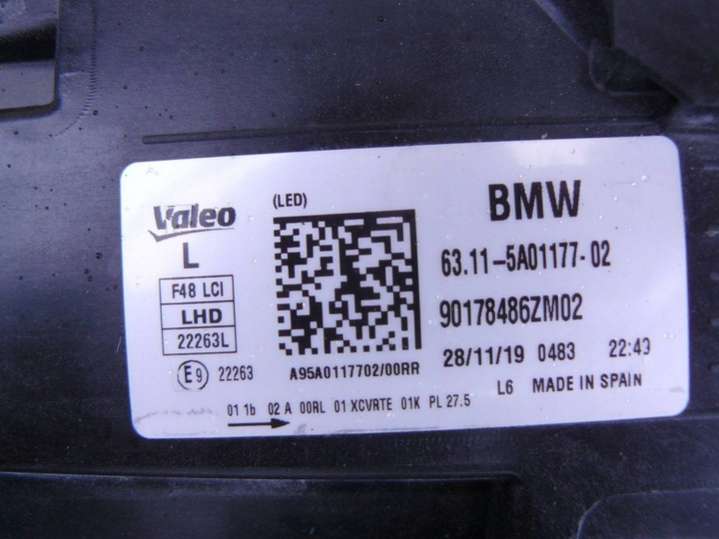 Valeo
L
F48 LCI
LHD
22263L
E9 22263
(LED)
A95A0117702/00RR
BMW
63.11-5A01177-02
90178486ZM02
28/11/19 0483 22:43
L6 MADE IN SPAIN
01 1b 02 A 00RL 01 XCVRTE 01K PL 27.5